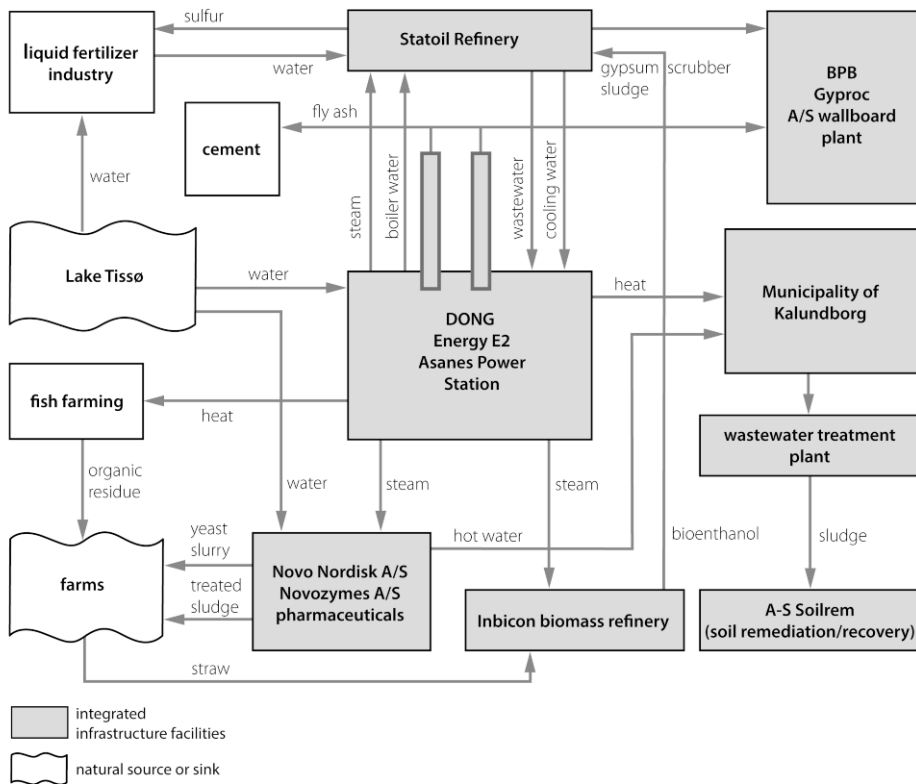 sulfur
liquid fertilizer
industry
water
Statoil Refinery
gypsum
sludge
scrubber
BPB
Gyproc
A/S wallboard
plant
fly ash
cement
water
steam
boiler water
wastewater
cooling water
Lake Tissø
water
DONG
Energy E2
Asanes Power
Station
heat
Municipality of
Kalundborg
fish farming
heat
wastewater treatment
plant
organic
residue
water
steam
steam
hot water
bioenthanol
sludge
yeast
slurry
treated
sludge
farms
Novo Nordisk A/S
Novozymes A/S
pharmaceuticals
Inbicon biomass refinery
A-S Soilrem
(soil remediation/recovery)
straw
integrated
infrastructure facilities
natural source or sink